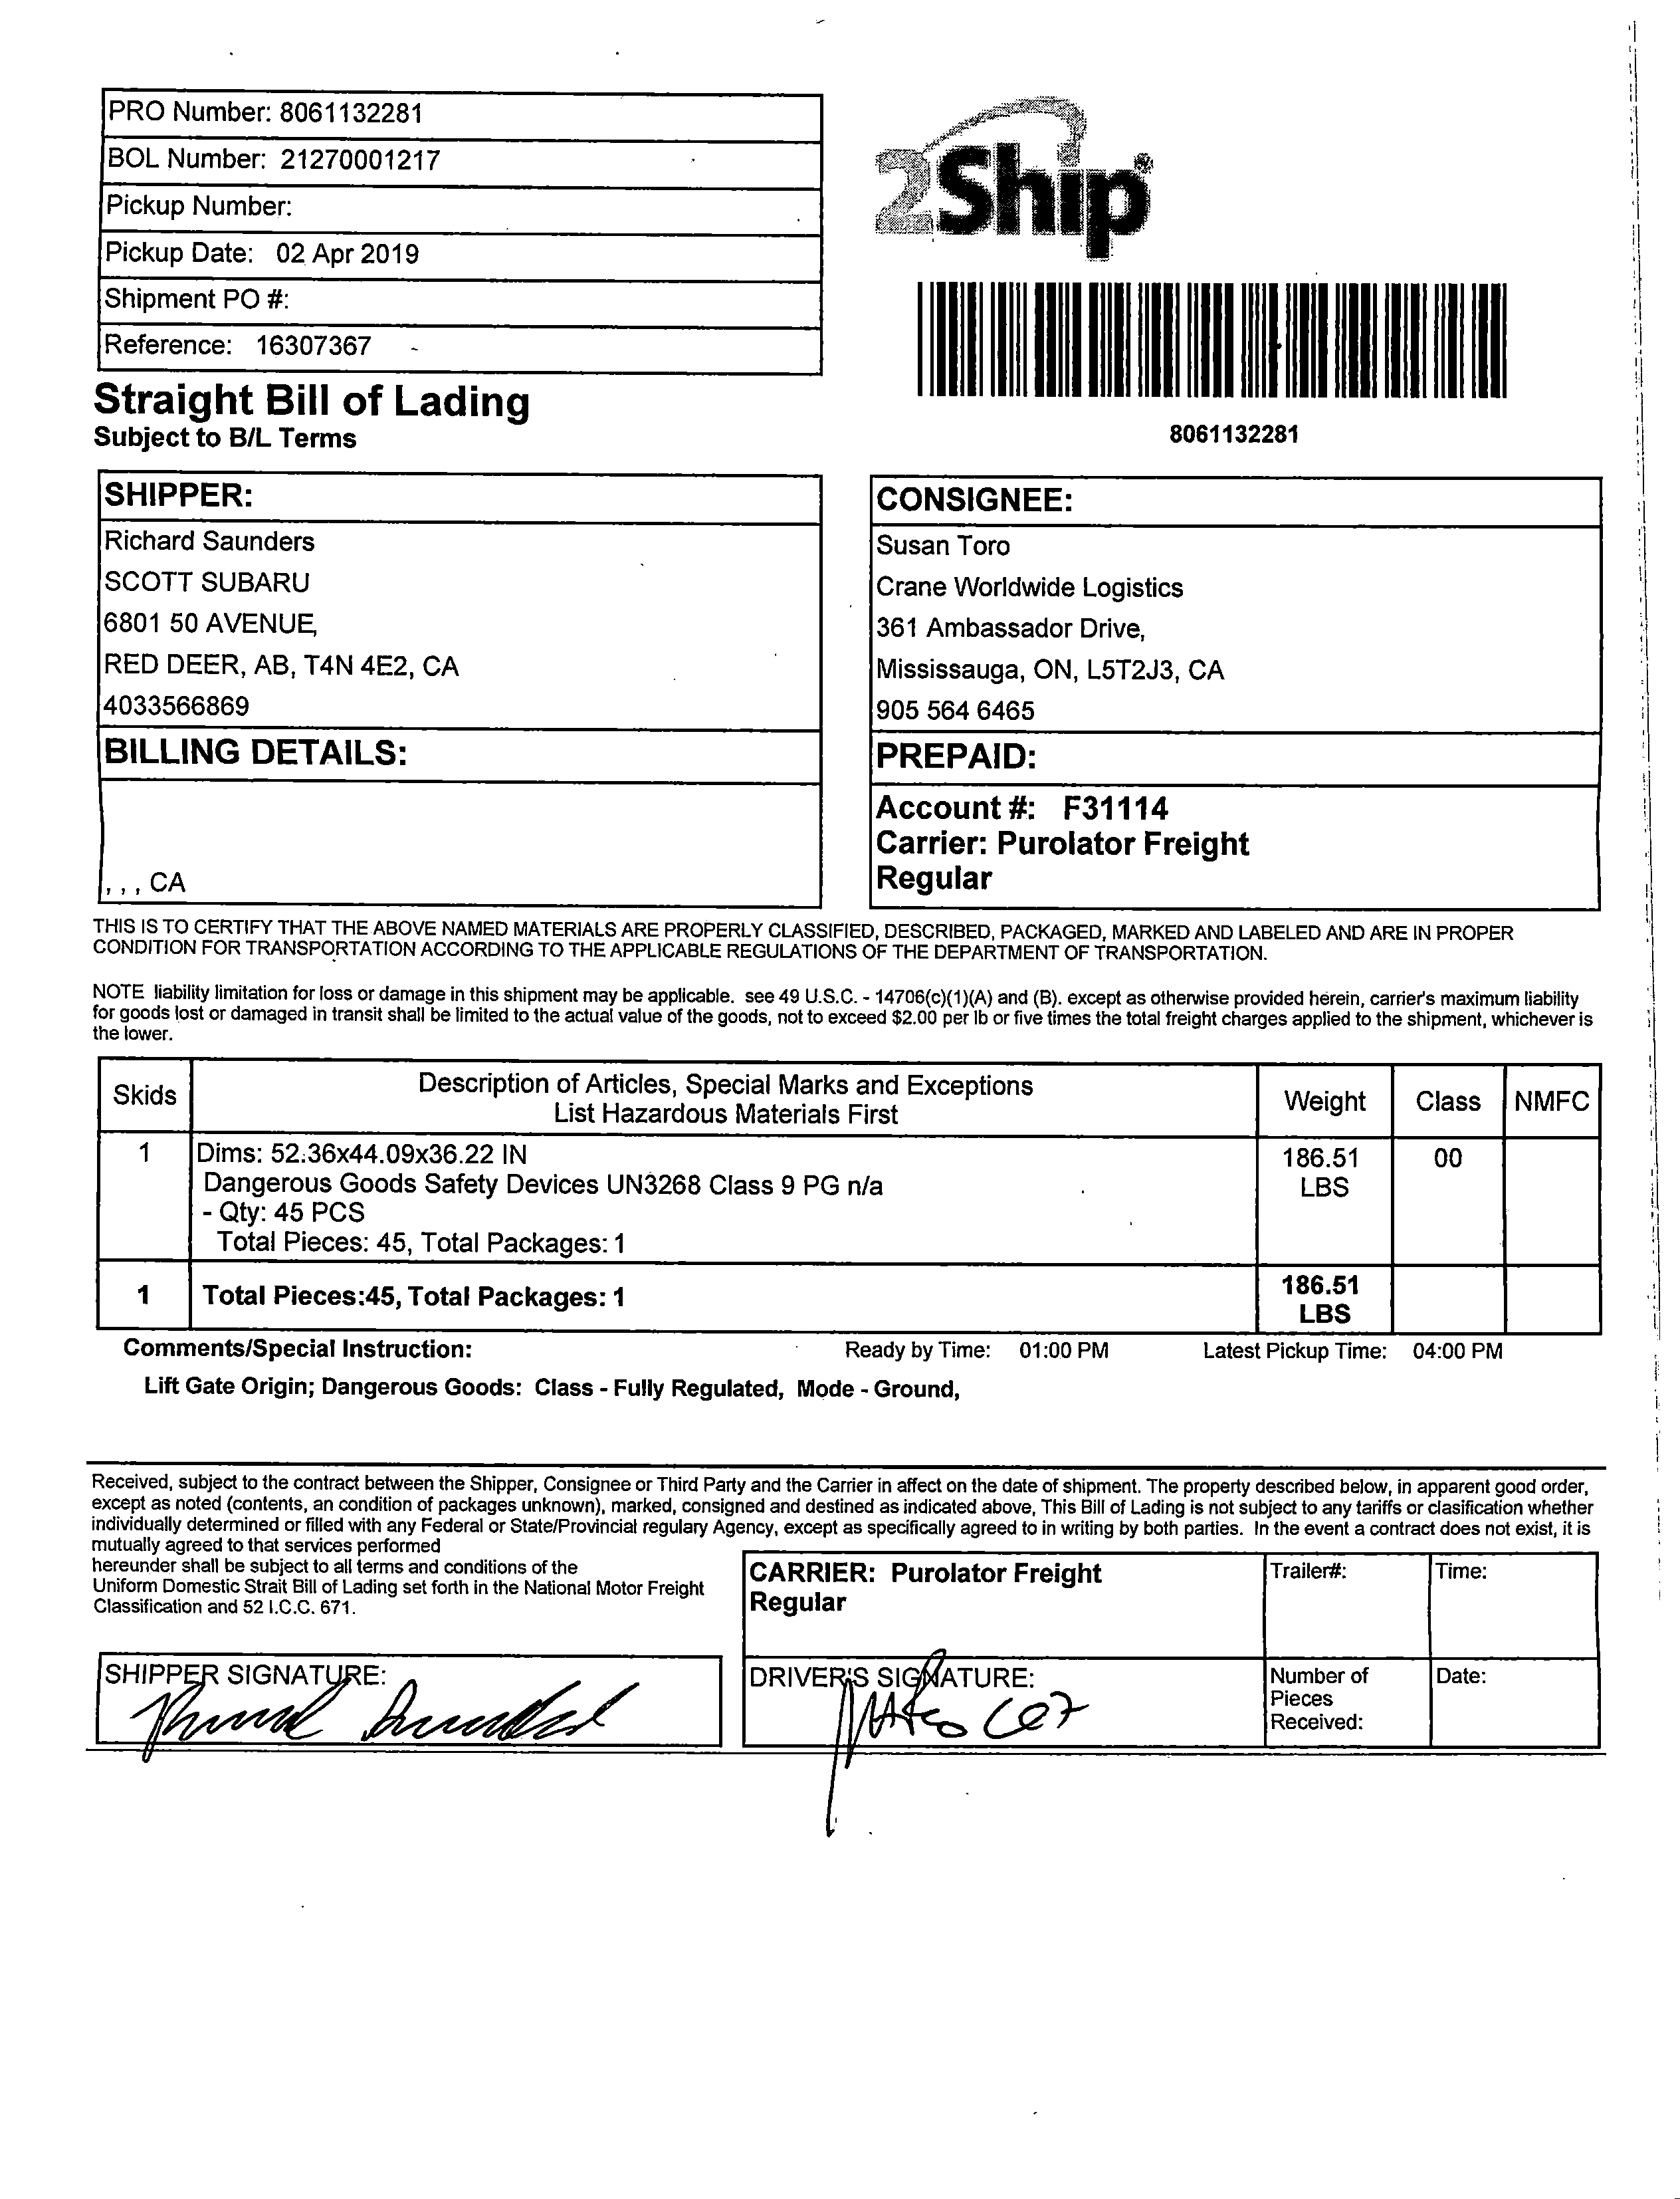 PRO Number: 8061132281
BOL Number: 21270001217
Pickup Number:
Pickup Date: 02 Apr 2019
Shipment PO #:
Reference: 16307367 -
2Ship®
8061132281
Straight Bill of Lading
Subject to B/L Terms
SHIPPER:
Richard Saunders
SCOTT SUBARU
6801 50 AVENUE,
RED DEER, AB, T4N 4E2, CA
4033566869
CONSIGNEE:
Susan Toro
Crane Worldwide Logistics
361 Ambassador Drive,
Mississauga, ON, L5T2J3, CA
905 564 6465
BILLING DETAILS:
, , , CA
PREPAID:
Account #: F31114
Carrier: Purolator Freight
Regular
THIS IS TO CERTIFY THAT THE ABOVE NAMED MATERIALS ARE PROPERLY CLASSIFIED, DESCRIBED, PACKAGED, MARKED AND LABELED AND ARE IN PROPER
CONDITION FOR TRANSPORTATION ACCORDING TO THE APPLICABLE REGULATIONS OF THE DEPARTMENT OF TRANSPORTATION.
NOTE liability limitation for loss or damage in this shipment may be applicable. see 49 U.S.C. - 14706(c)(1)(A) and (B). except as otherwise provided herein, carrier's maximum liability
for goods lost or damaged in transit shall be limited to the actual value of the goods, not to exceed $2.00 per lb or five times the total freight charges applied to the shipment, whichever is
the lower.
Skids Description of Articles, Special Marks and Exceptions Weight Class NMFC
List Hazardous Materials First
1 Dims: 52.36x44.09x36.22 IN 186.51 00
Dangerous Goods Safety Devices UN3268 Class 9 PG n/a LBS
- Qty: 45 PCS
Total Pieces: 45, Total Packages: 1
1 Total Pieces:45, Total Packages: 1 186.51
LBS
Comments/Special Instruction: Ready by Time: 01:00 PM Latest Pickup Time: 04:00 PM
Lift Gate Origin; Dangerous Goods: Class - Fully Regulated, Mode - Ground,
Received, subject to the contract between the Shipper, Consignee or Third Party and the Carrier in affect on the date of shipment. The property described below, in apparent good order,
except as noted (contents, an condition of packages unknown), marked, consigned and destined as indicated above, This Bill of Lading is not subject to any tariffs or clasification whether
individually determined or filled with any Federal or State/Provincial regulary Agency, except as specifically agreed to in writing by both parties. In the event a contract does not exist, it is
mutually agreed to that services performed
hereunder shall be subject to all terms and conditions of the
Uniform Domestic Strait Bill of Lading set forth in the National Motor Freight
Classification and 52 I.C.C. 671.
CARRIER: Purolator Freight
Regular
Trailer#:
Time:
SHIPPER SIGNATURE:
DRIVER'S SIGNATURE:
Number of
Pieces
Received:
Date: